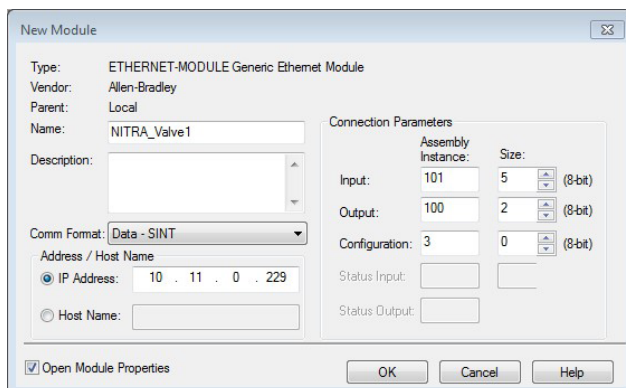 New Module
Type: ETHERNET-MODULE Generic Ethernet Module
Vendor: Allen-Bradley
Parent: Local
Name: NITRA_Valve1
Description:
Comm Format: Data - SINT
Address / Host Name
IP Address: 10 . 11 . 0 . 229
Host Name:
Connection Parameters
Assembly
Instance: Size:
Input: 101 5 (8-bit)
Output: 100 2 (8-bit)
Configuration: 3 0 (8-bit)
Status Input:
Status Output:
Open Module Properties
OK Cancel Help